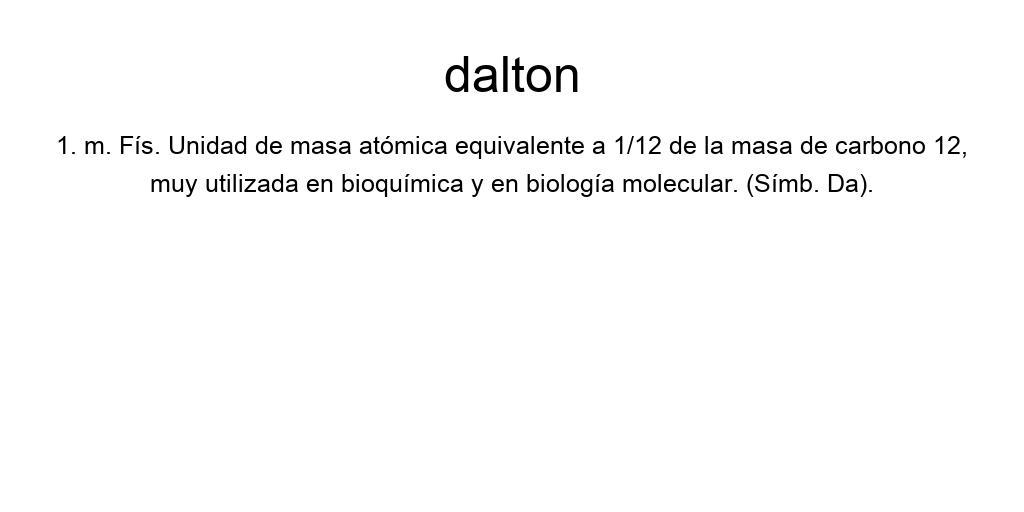 dalton
1. m. Fís. Unidad de masa atómica equivalente a 1/12 de la masa de carbono 12,
muy utilizada en bioquímica y en biología molecular. (Símb. Da).